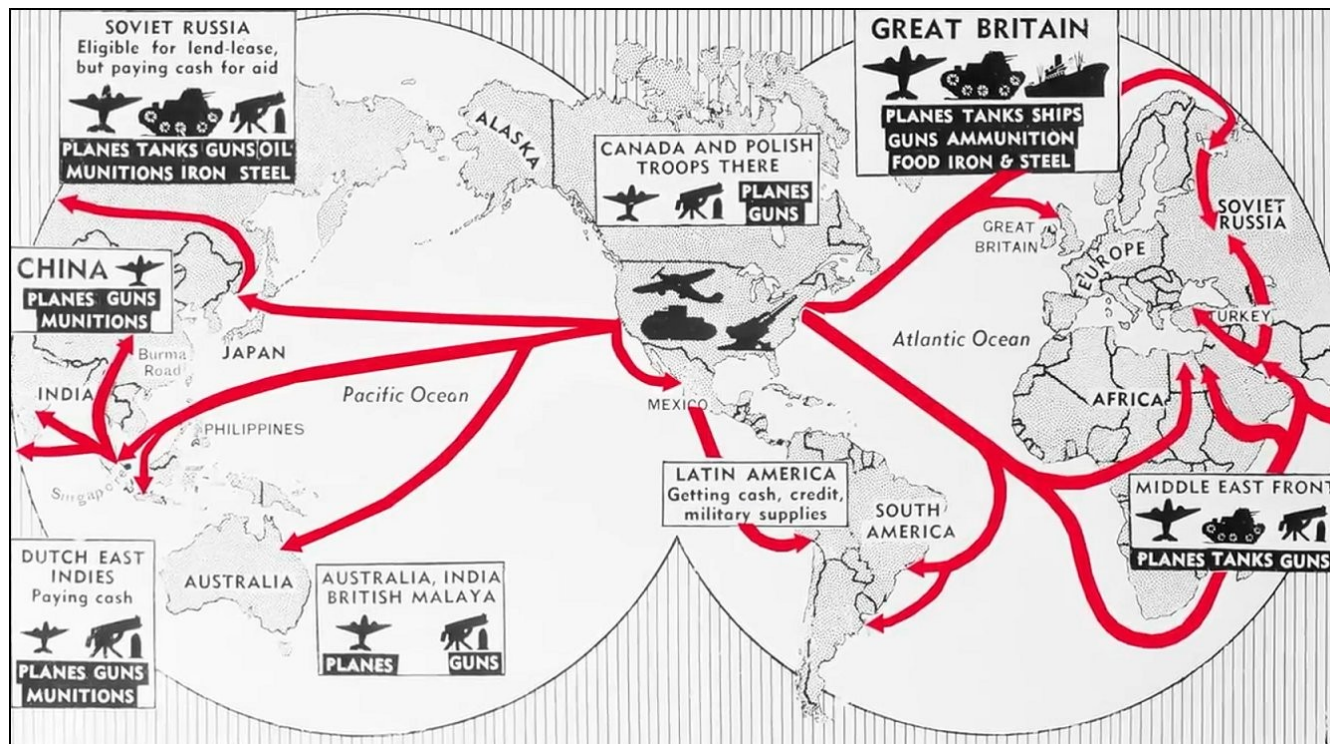 SOVIET RUSSIA
Eligible for lend-lease,
but paying cash for aid
PLANES TANKS GUNS OIL
MUNITIONS IRON STEEL
GREAT BRITAIN
PLANES TANKS SHIPS
GUNS AMMUNITION
FOOD IRON & STEEL
ALASKA
CANADA AND POLISH
TROOPS THERE
PLANES
GUNS
GREAT
BRITAIN
SOVIET
RUSSIA
EUROPE
TURKEY
CHINA
PLANES GUNS
MUNITIONS
Burma
Road
JAPAN
INDIA
Pacific Ocean
PHILIPPINES
Singapore
Atlantic Ocean
MEXICO
AFRICA
LATIN AMERICA
Getting cash, credit,
military supplies
SOUTH
AMERICA
MIDDLE EAST FRONT
PLANES TANKS GUNS
DUTCH EAST
INDIES
Paying cash
PLANES GUNS
MUNITIONS
AUSTRALIA
AUSTRALIA, INDIA
BRITISH MALAYA
PLANES
GUNS